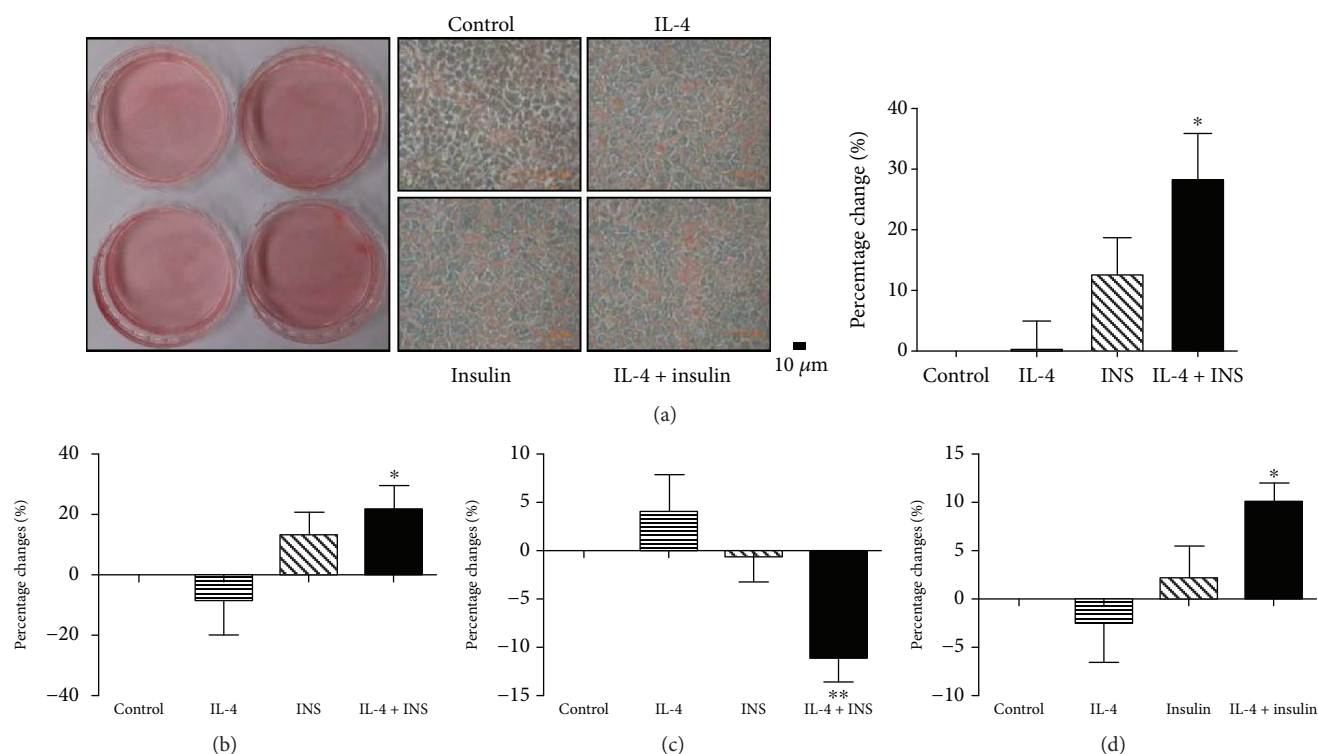 Control IL-4
Insulin IL-4 + insulin
10 μm
Percemtage change (%)
40
30
20
10
0
Control IL-4 INS IL-4 + INS
*
(a)
Percentage changes (%)
40
20
0
−20
−40
*
Control IL-4 INS IL-4 + INS
(b)
Percentage changes (%)
10
5
0
−5
−10
−15
**
Control IL-4 INS IL-4 + INS
(c)
Percentage changes (%)
15
10
5
0
−5
−10
*
Control IL-4 Insulin IL-4 + insulin
(d)